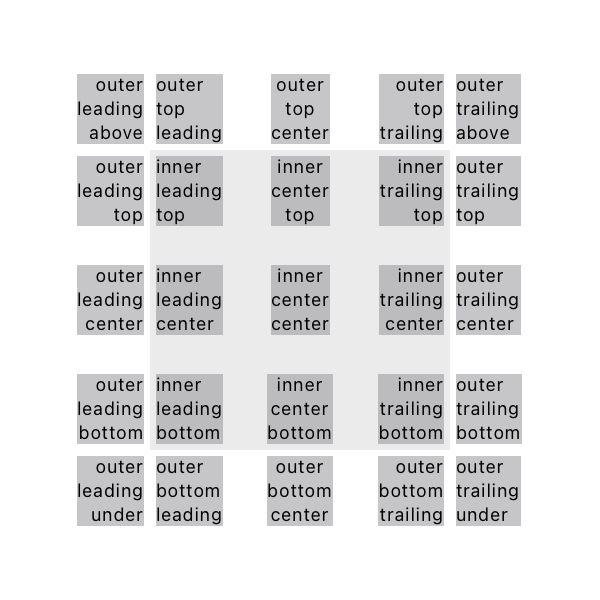 outer
leading
above
outer
top
leading
outer
top
center
outer
top
trailing
outer
trailing
above
outer
leading
top
inner
leading
top
inner
center
top
inner
trailing
top
outer
trailing
top
outer
leading
center
inner
leading
center
inner
center
center
inner
trailing
center
outer
trailing
center
outer
leading
bottom
inner
leading
bottom
inner
center
bottom
inner
trailing
bottom
outer
trailing
bottom
outer
leading
under
outer
bottom
leading
outer
bottom
center
outer
bottom
trailing
outer
trailing
under